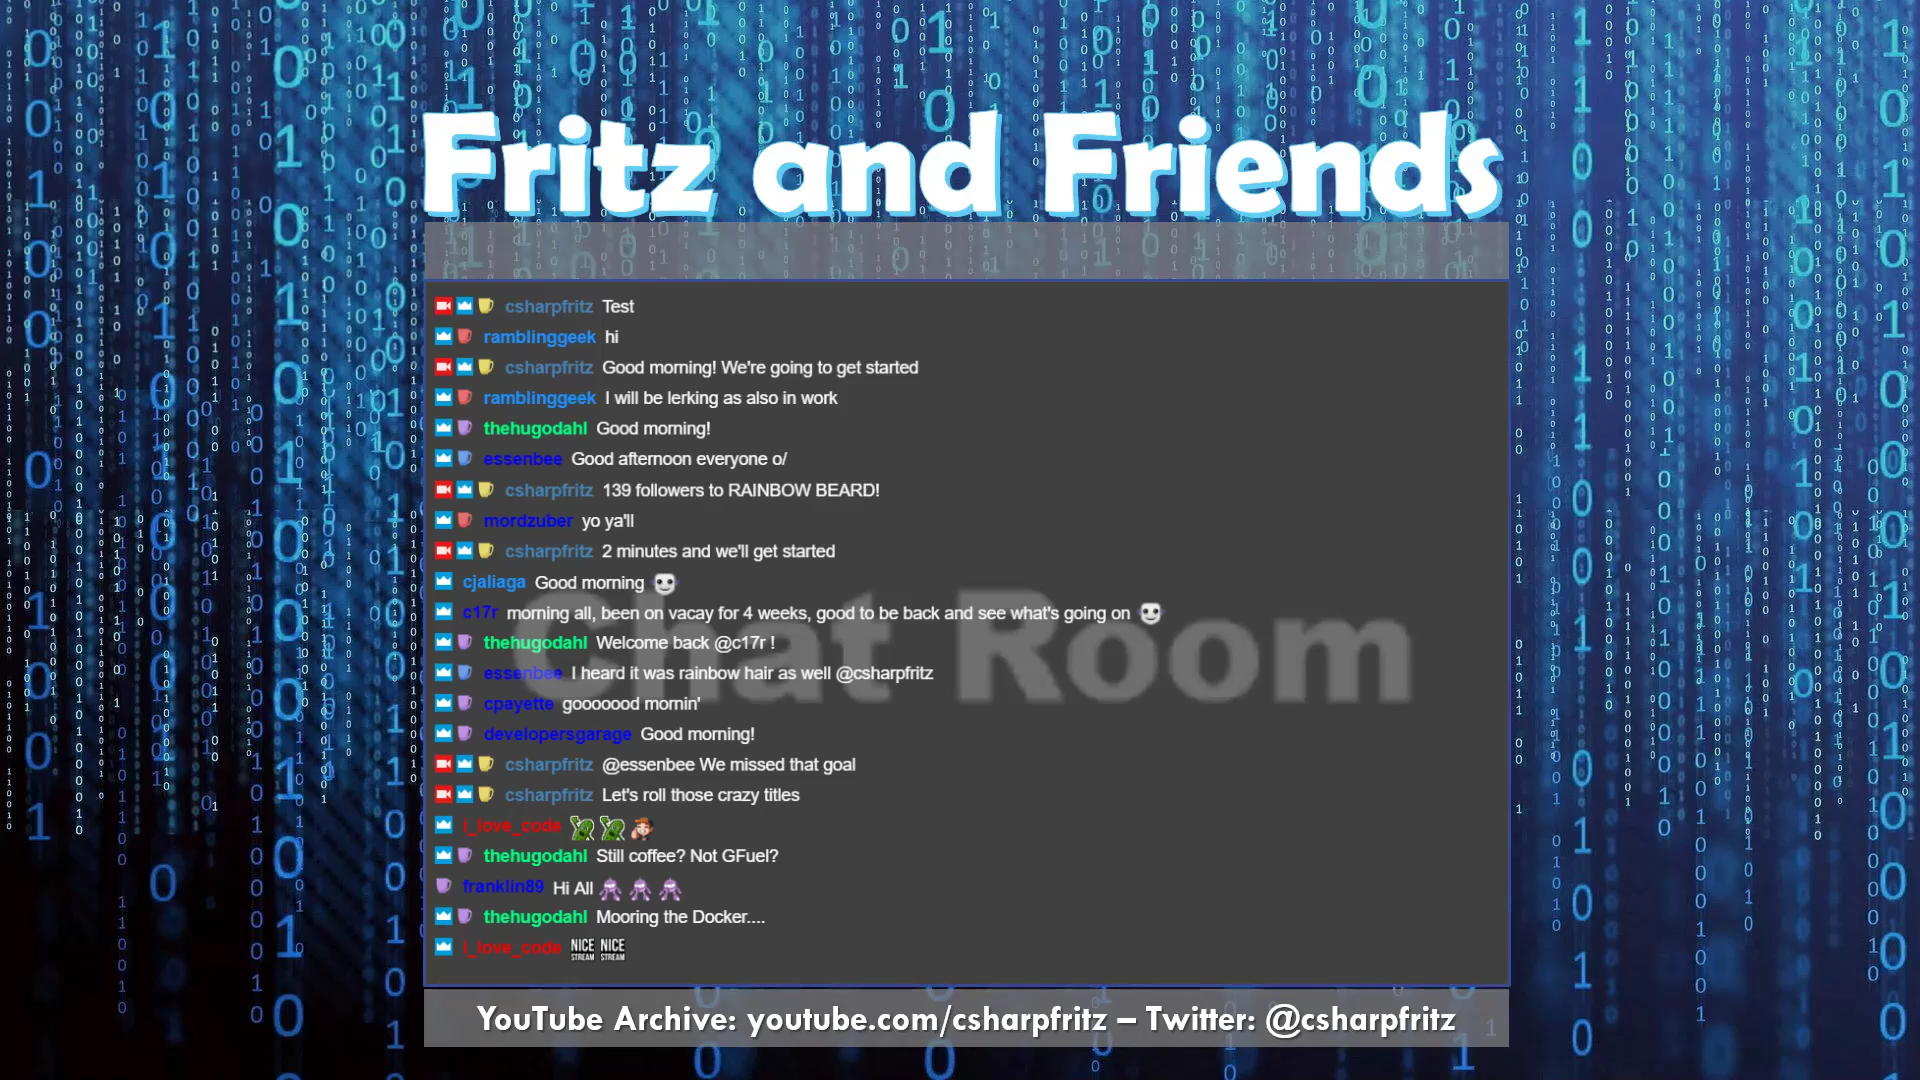 Fritz and Friends
csharpfritz Test
ramblinggeek hi
csharpfritz Good morning! We're going to get started
ramblinggeek I will be lerking as also in work
thehugodahl Good morning!
essenbee Good afternoon everyone o/
csharpfritz 139 followers to RAINBOW BEARD!
mordzuber yo ya'll
csharpfritz 2 minutes and we'll get started
cjaliaga Good morning
c17r morning all, been on vacay for 4 weeks, good to be back and see what's going on
thehugodahl Welcome back @c17r !
essenbee I heard it was rainbow hair as well @csharpfritz
Chat Room
cpayette gooooood mornin'
developersgarage Good morning!
csharpfritz @essenbee We missed that goal
csharpfritz Let's roll those crazy titles
i_love_code
thehugodahl Still coffee? Not GFuel?
franklin89 Hi All
thehugodahl Mooring the Docker....
i_love_code NICE STREAM NICE STREAM
YouTube Archive: youtube.com/csharpfritz – Twitter: @csharpfritz